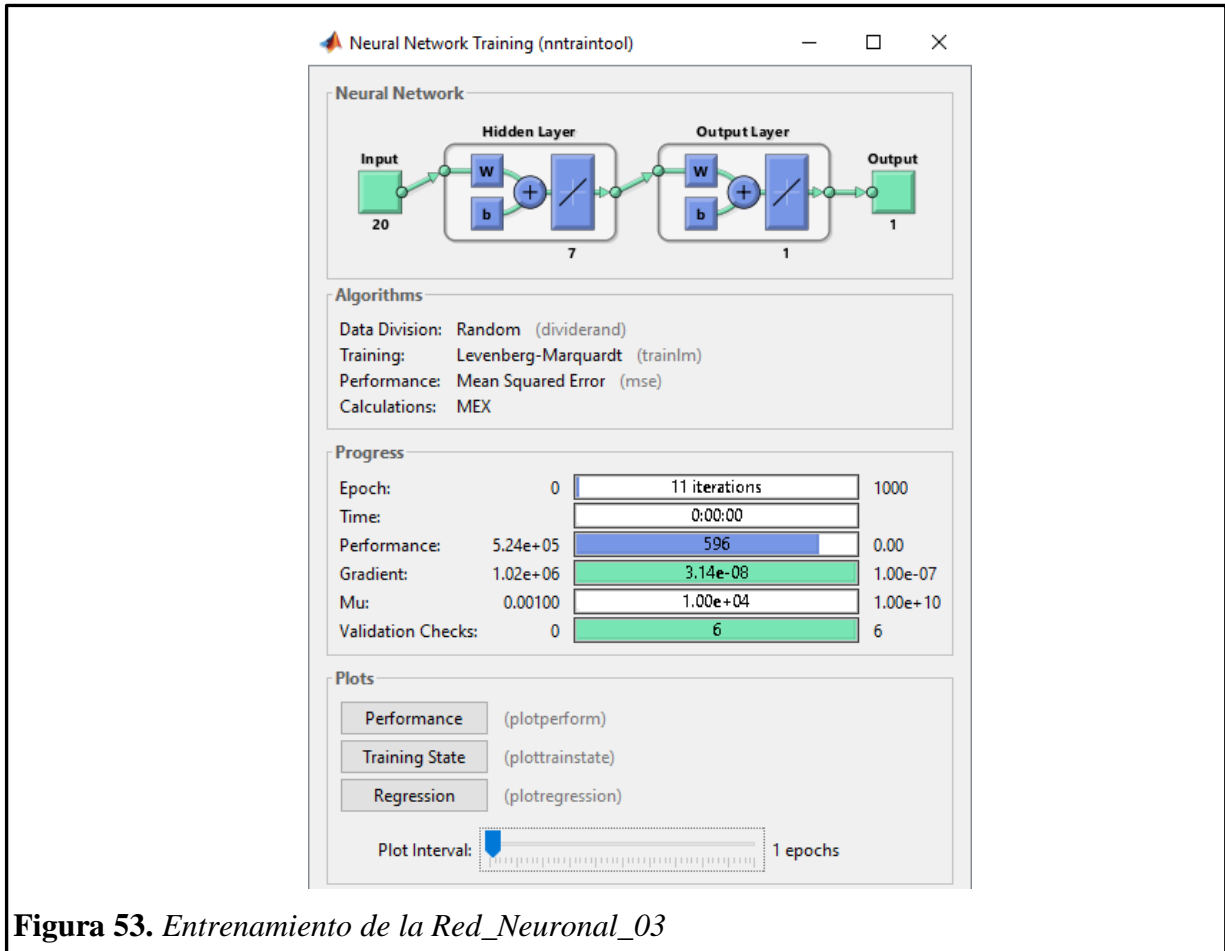 Neural Network Training (nntraintool)
Neural Network
Hidden Layer
Output Layer
Input
Output
W
b
+
W
b
+
20
7
1
1
Algorithms
Data Division: Random (dividerand)
Training: Levenberg-Marquardt (trainlm)
Performance: Mean Squared Error (mse)
Calculations: MEX
Progress
Epoch: 0 11 iterations 1000
Time: 0:00:00
Performance: 5.24e+05 596 0.00
Gradient: 1.02e+06 3.14e-08 1.00e-07
Mu: 0.00100 1.00e+04 1.00e+10
Validation Checks: 0 6 6
Plots
Performance (plotperform)
Training State (plottrainstate)
Regression (plotregression)
Plot Interval: 1 epochs
Figura 53. Entrenamiento de la Red_Neuronal_03